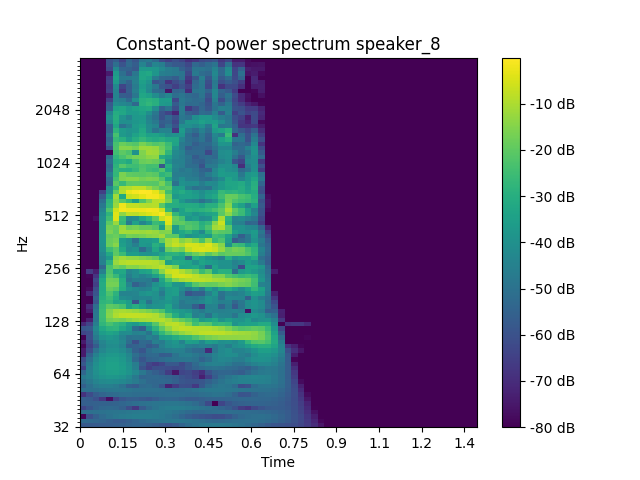 Constant-Q power spectrum speaker_8
Hz
2048
1024
512
256
128
64
32
0 0.15 0.3 0.45 0.6 0.75 0.9 1.1 1.2 1.4
Time
-10 dB
-20 dB
-30 dB
-40 dB
-50 dB
-60 dB
-70 dB
-80 dB